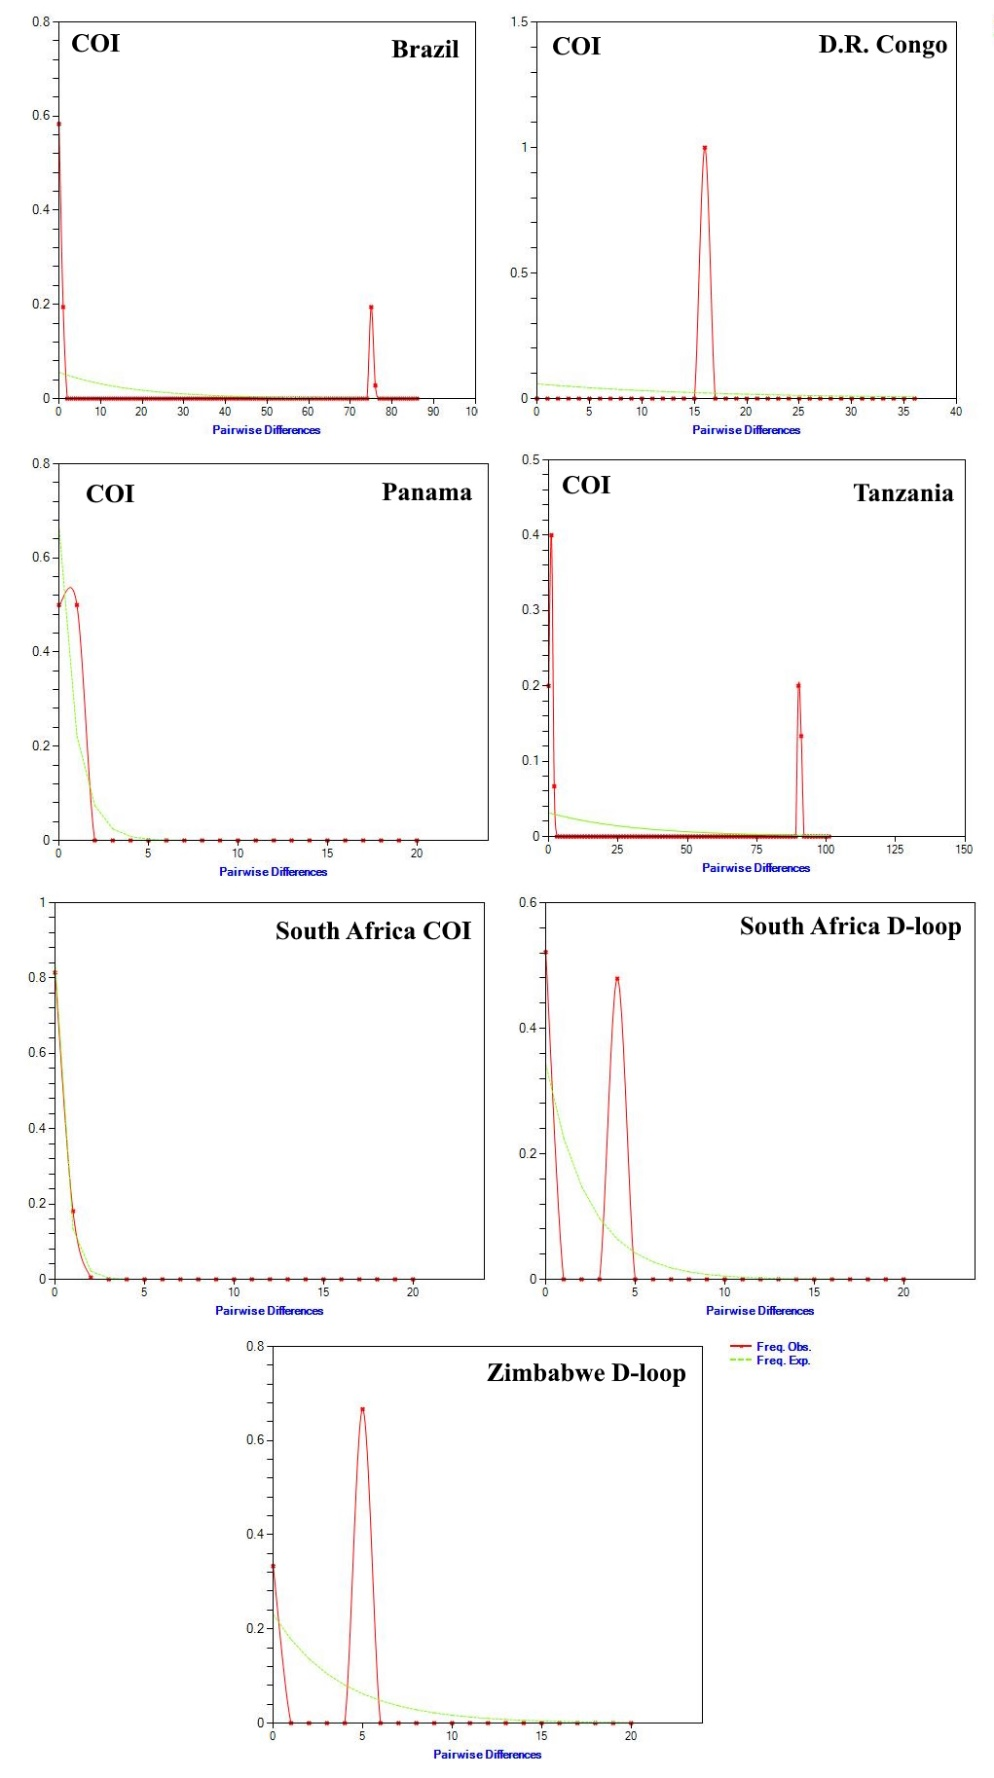 COI Brazil
0.8
0.6
0.4
0.2
0
0 10 20 30 40 50 60 70 80 90 10
Pairwise Differences
COI D.R. Congo
1.5
1
0.5
0
0 5 10 15 20 25 30 35 40
Pairwise Differences
COI Panama
0.8
0.6
0.4
0.2
0
0 5 10 15 20
Pairwise Differences
COI Tanzania
0.5
0.4
0.3
0.2
0.1
0
0 25 50 75 100 125 150
Pairwise Differences
South Africa COI
1
0.8
0.6
0.4
0.2
0
0 5 10 15 20
Pairwise Differences
South Africa D-loop
0.6
0.4
0.2
0
0 5 10 15 20
Pairwise Differences
Zimbabwe D-loop
0.8
0.6
0.4
0.2
0
0 5 10 15 20
Pairwise Differences
Freq. Obs.
Freq. Exp.